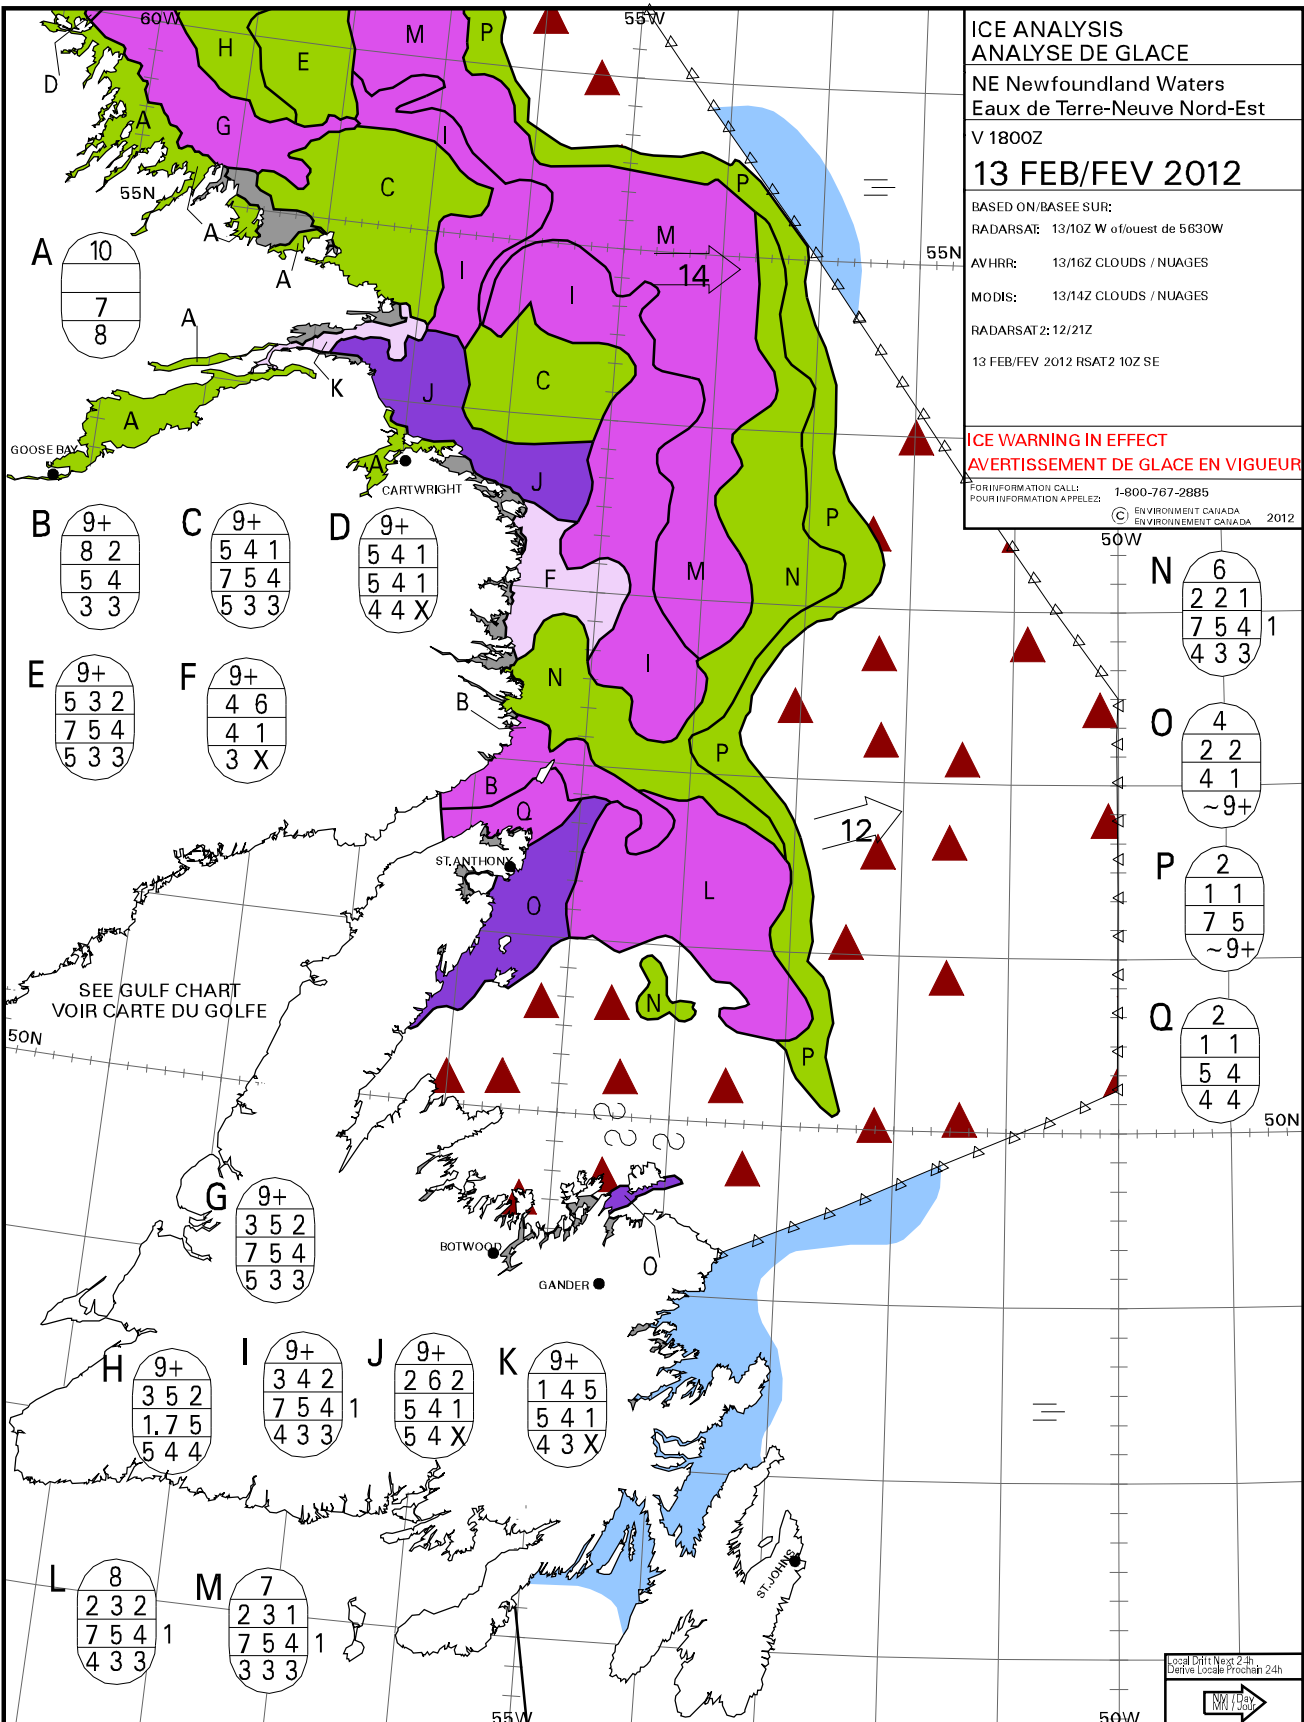 60W
55W
ICE ANALYSIS
ANALYSE DE GLACE
NE Newfoundland Waters
Eaux de Terre-Neuve Nord-Est
V 1800Z
13 FEB/FEV 2012
BASED ON/BASEE SUR:
RADARSAT: 13/10Z W of/ouest de 5630W
AVHRR: 13/16Z CLOUDS / NUAGES
MODIS: 13/14Z CLOUDS / NUAGES
RADARSAT2: 12/21Z
13 FEB/FEV 2012 RSAT2 10Z SE
ICE WARNING IN EFFECT
AVERTISSEMENT DE GLACE EN VIGUEUR
FOR INFORMATION CALL:
POUR INFORMATION APPELEZ: 1-800-767-2885
© ENVIRONMENT CANADA
ENVIRONNEMENT CANADA 2012
H
E
M
P
D
A
G
I
C
P
55N
A
M
55N
14
I
I
A
A
K
J
C
A
M
GOOSE BAY
A
CARTWRIGHT
J
P
50W
F
M
N
N
I
B
P
B
Q
12
ST.ANTHONY
O
L
N
P
SEE GULF CHART
VOIR CARTE DU GOLFE
50N
50N
BOTWOOD
GANDER
O
ST.JOHNS
55W
50W
A
10
7
8
B
9+
8 2
5 4
3 3
C
9+
5 4 1
7 5 4
5 3 3
D
9+
5 4 1
5 4 1
4 4 X
E
9+
5 3 2
7 5 4
5 3 3
F
9+
4 6
4 1
3 X
G
9+
3 5 2
7 5 4
5 3 3
H
9+
3 5 2
1. 7 5
5 4 4
I
9+
3 4 2
7 5 4 1
4 3 3
J
9+
2 6 2
5 4 1
5 4 X
K
9+
1 4 5
5 4 1
4 3 X
L
8
2 3 2
7 5 4 1
4 3 3
M
7
2 3 1
7 5 4 1
3 3 3
N
6
2 2 1
7 5 4 1
4 3 3
O
4
2 2
4 1
~9+
P
2
1 1
7 5
~9+
Q
2
1 1
5 4
4 4
Local Drift Next 24h
Derive Locale Prochain 24h
NM / Day
MN / Jour